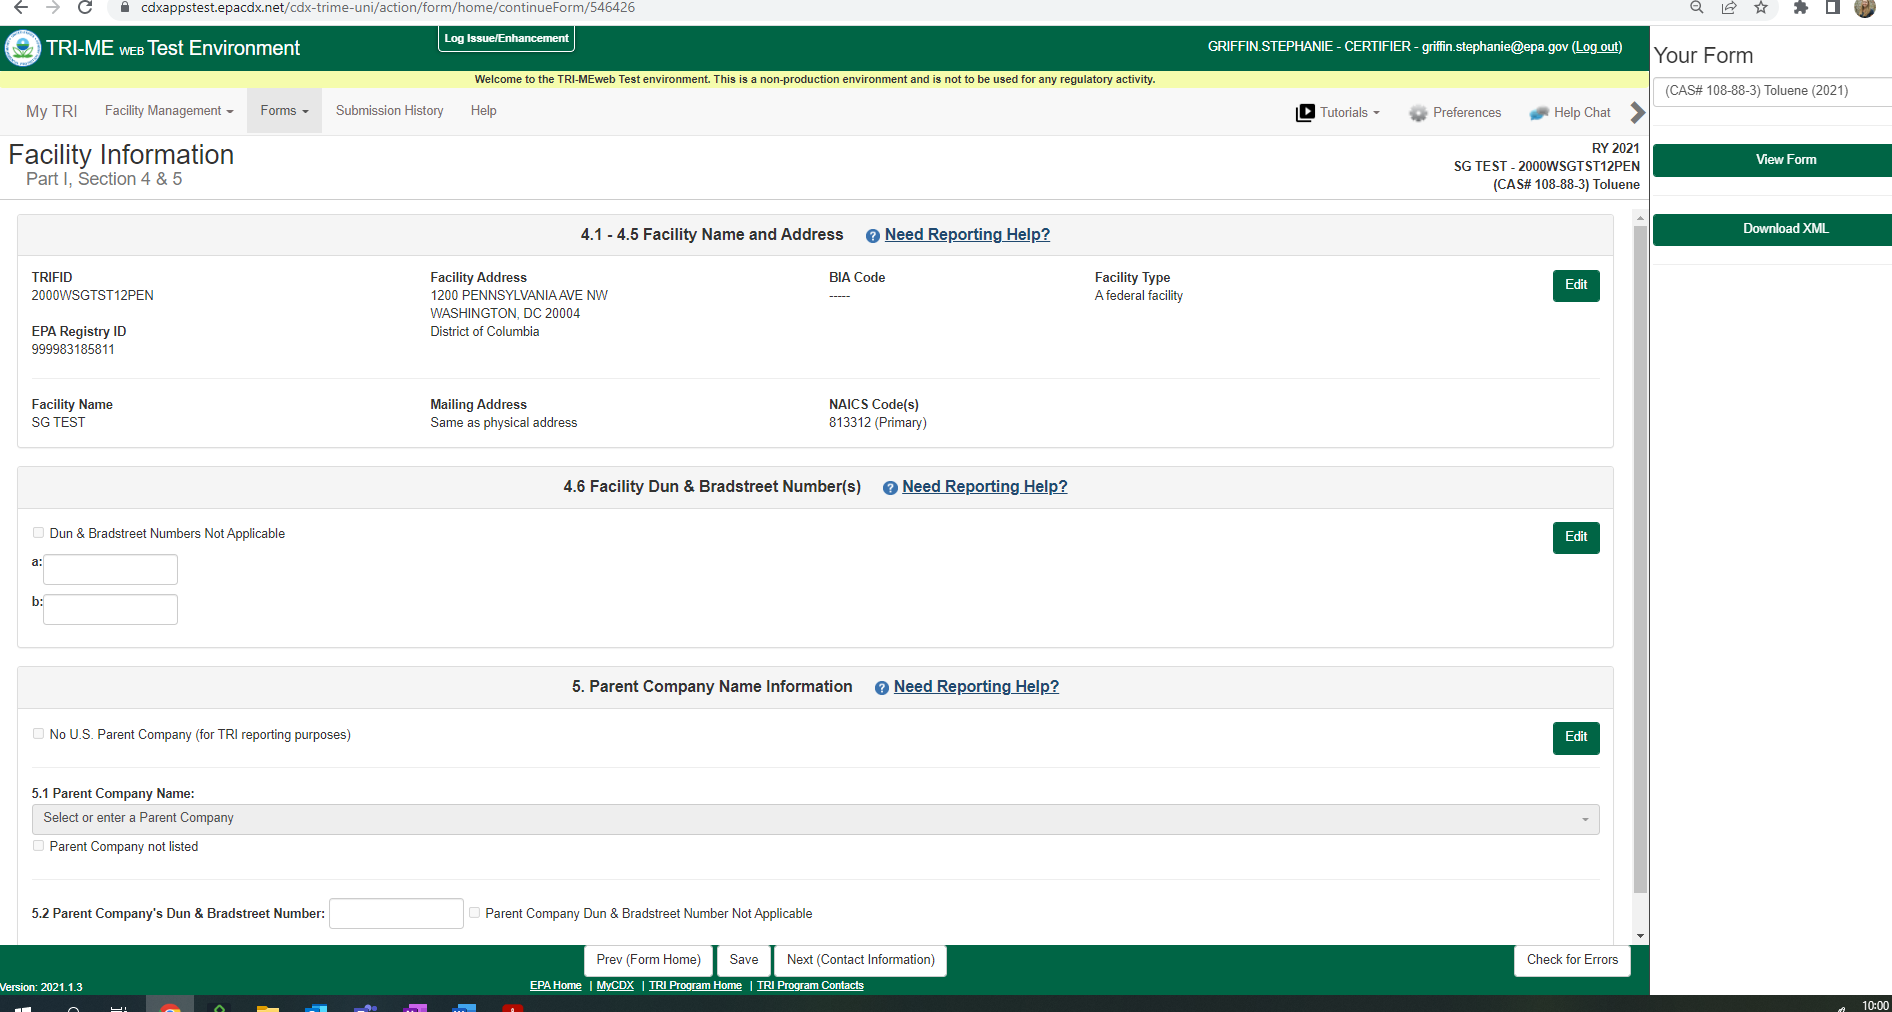 cdxappstest.epacdx.net/cdx-trime-uni/action/form/home/continueForm/546426
TRI-ME WEB Test Environment
Log Issue/Enhancement
GRIFFIN.STEPHANIE - CERTIFIER - griffin.stephanie@epa.gov (Log out)
Welcome to the TRI-MEweb Test environment. This is a non-production environment and is not to be used for any regulatory activity.
My TRI Facility Management Forms Submission History Help Tutorials Preferences Help Chat
Your Form
(CAS# 108-88-3) Toluene (2021)
View Form
Download XML
Facility Information
Part I, Section 4 & 5
RY 2021
SG TEST - 2000WSGTST12PEN
(CAS# 108-88-3) Toluene
4.1 - 4.5 Facility Name and Address ? Need Reporting Help?
TRIFID
2000WSGTST12PEN
EPA Registry ID
999983185811
Facility Address
1200 PENNSYLVANIA AVE NW
WASHINGTON, DC 20004
District of Columbia
BIA Code
-----
Facility Type
A federal facility
Edit
Facility Name
SG TEST
Mailing Address
Same as physical address
NAICS Code(s)
813312 (Primary)
4.6 Facility Dun & Bradstreet Number(s) ? Need Reporting Help?
Dun & Bradstreet Numbers Not Applicable
Edit
a:
b:
5. Parent Company Name Information ? Need Reporting Help?
No U.S. Parent Company (for TRI reporting purposes)
Edit
5.1 Parent Company Name:
Select or enter a Parent Company
Parent Company not listed
5.2 Parent Company's Dun & Bradstreet Number: Parent Company Dun & Bradstreet Number Not Applicable
Prev (Form Home) Save Next (Contact Information) Check for Errors
Version: 2021.1.3
EPA Home | MyCDX | TRI Program Home | TRI Program Contacts
10:00